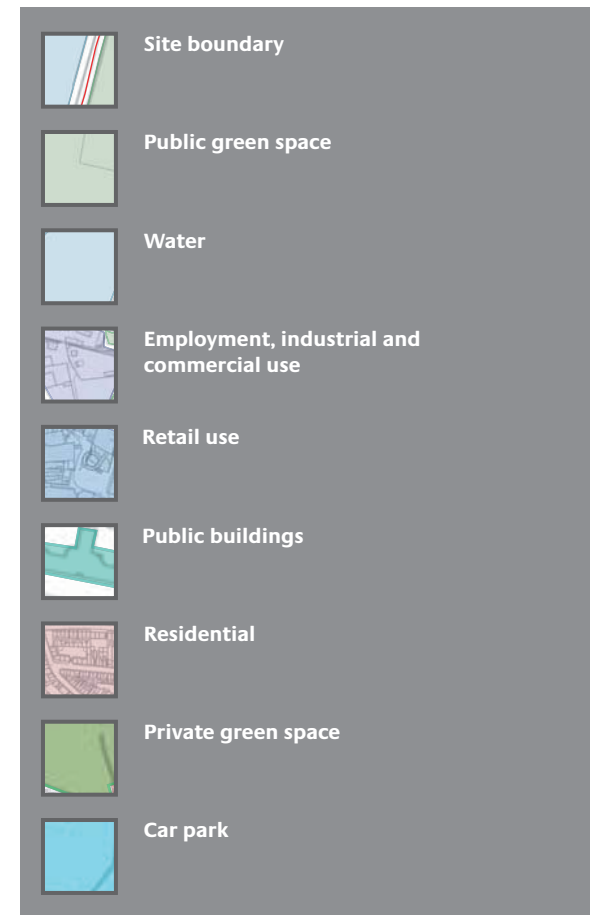 Site boundary
Public green space
Water
Employment, industrial and
commercial use
Retail use
Public buildings
Residential
Private green space
Car park